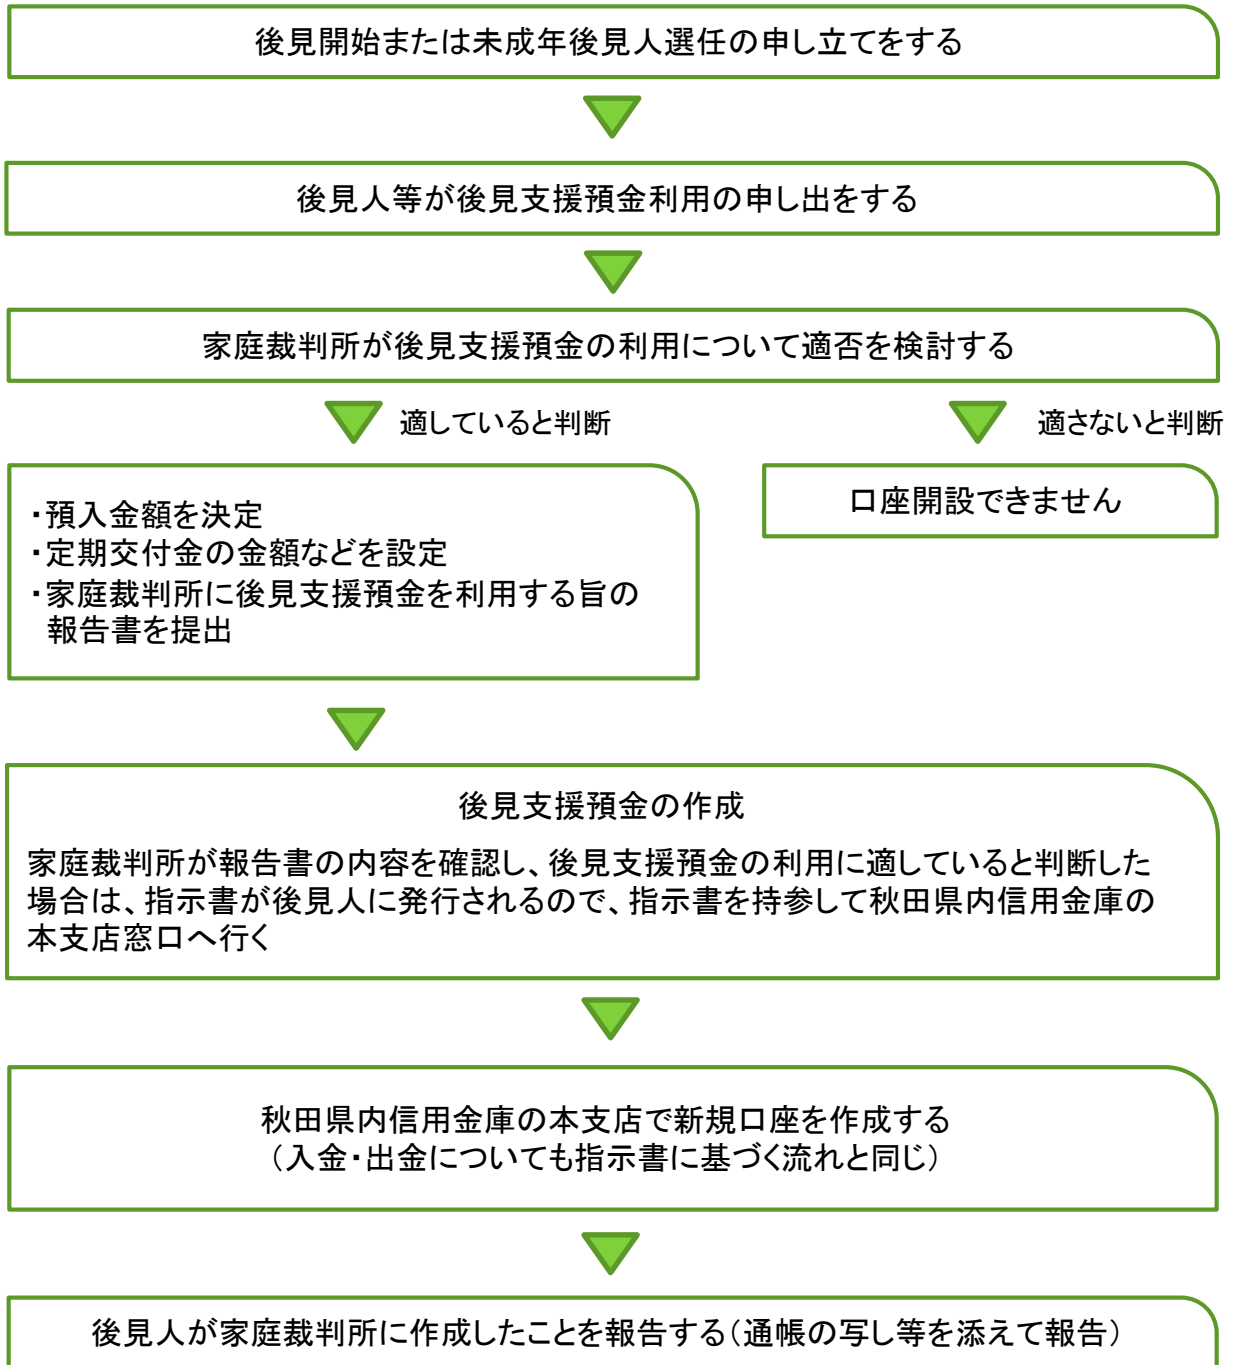 後見開始または未成年後見人選任の申し立てをする
後見人等が後見支援預金利用の申し出をする
家庭裁判所が後見支援預金の利用について適否を検討する
適していると判断
適さないと判断
・預入金額を決定
・定期交付金の金額などを設定
・家庭裁判所に後見支援預金を利用する旨の
報告書を提出
口座開設できません
後見支援預金の作成
家庭裁判所が報告書の内容を確認し、後見支援預金の利用に適していると判断した
場合は、指示書が後見人に発行されるので、指示書を持参して秋田県内信用金庫の
本支店窓口へ行く
秋田県内信用金庫の本支店で新規口座を作成する
（入金・出金についても指示書に基づく流れと同じ）
後見人が家庭裁判所に作成したことを報告する（通帳の写し等を添えて報告）